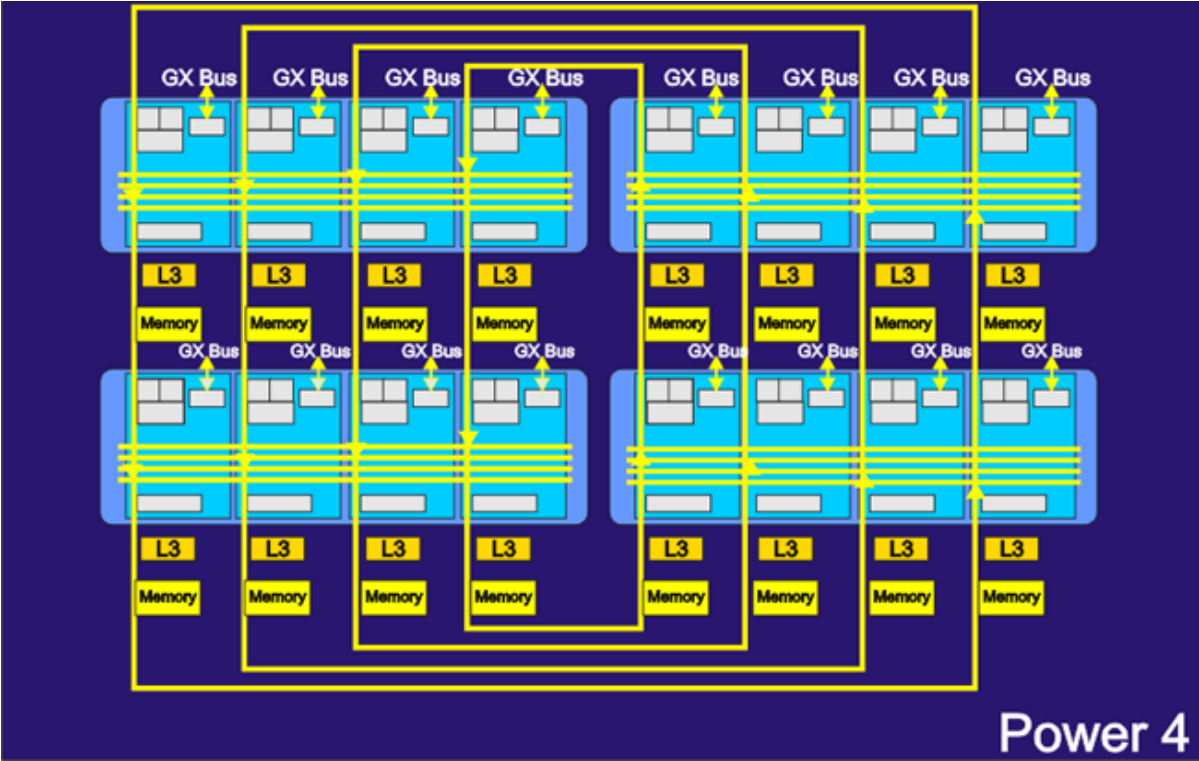 GX Bus GX Bus GX Bus GX Bus GX Bus GX Bus GX Bus GX Bus
L3 L3 L3 L3 L3 L3 L3 L3
Memory Memory Memory Memory Memory Memory Memory Memory
GX Bus GX Bus GX Bus GX Bus GX Bus GX Bus GX Bus GX Bus
L3 L3 L3 L3 L3 L3 L3 L3
Memory Memory Memory Memory Memory Memory Memory Memory
Power 4